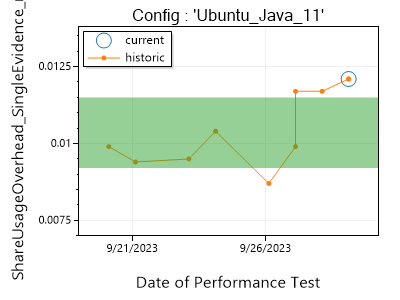 Config : 'Ubuntu_Java_11'
current
historic
ShareUsageOverhead_SingleEvidence_
0.0125
0.01
0.0075
9/21/2023
9/26/2023
Date of Performance Test